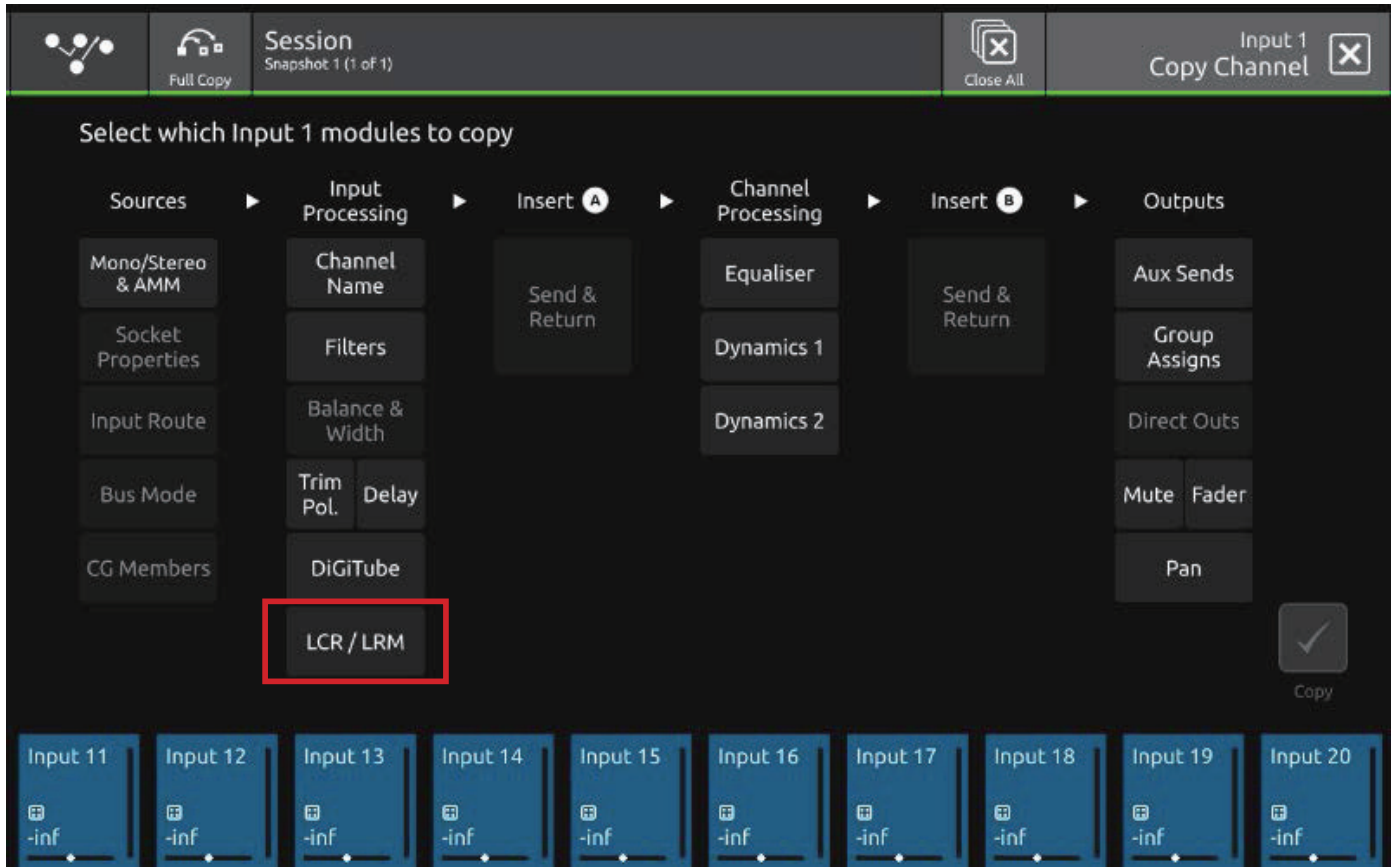 Full Copy
Session
Snapshot 1 (1 of 1)
Close All
Input 1
Copy Channel
Select which Input 1 modules to copy
Sources
Input
Processing
Insert A
Channel
Processing
Insert B
Outputs
Mono/Stereo
& AMM
Socket
Properties
Input Route
Bus Mode
CG Members
Channel
Name
Filters
Balance &
Width
Trim
Pol.
Delay
DiGiTube
LCR / LRM
Send &
Return
Equaliser
Dynamics 1
Dynamics 2
Send &
Return
Aux Sends
Group
Assigns
Direct Outs
Mute
Fader
Pan
Copy
Input 11
-inf
Input 12
-inf
Input 13
-inf
Input 14
-inf
Input 15
-inf
Input 16
-inf
Input 17
-inf
Input 18
-inf
Input 19
-inf
Input 20
-inf